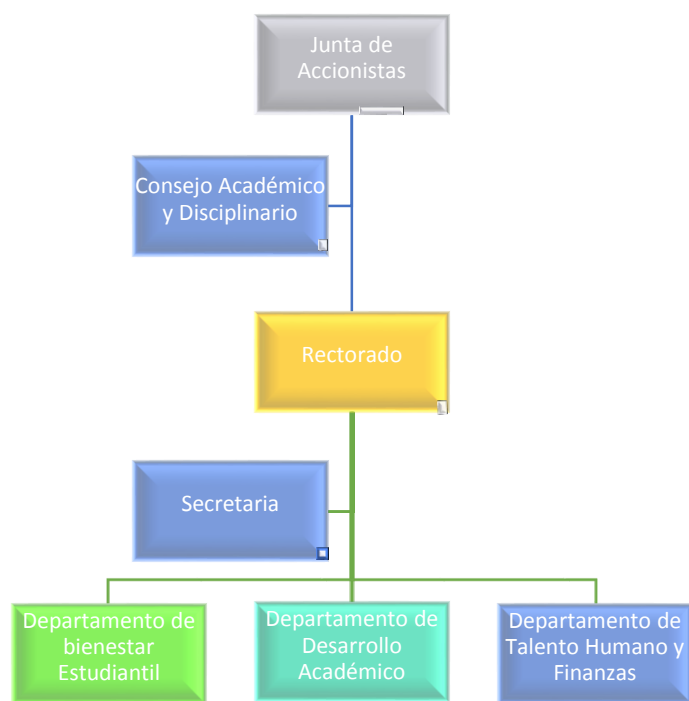 Junta de
Accionistas
Consejo Académico
y Disciplinario
Rectorado
Secretaria
Departamento de
bienestar
Estudiantil
Departamento de
Desarrollo
Académico
Departamento de
Talento Humano y
Finanzas